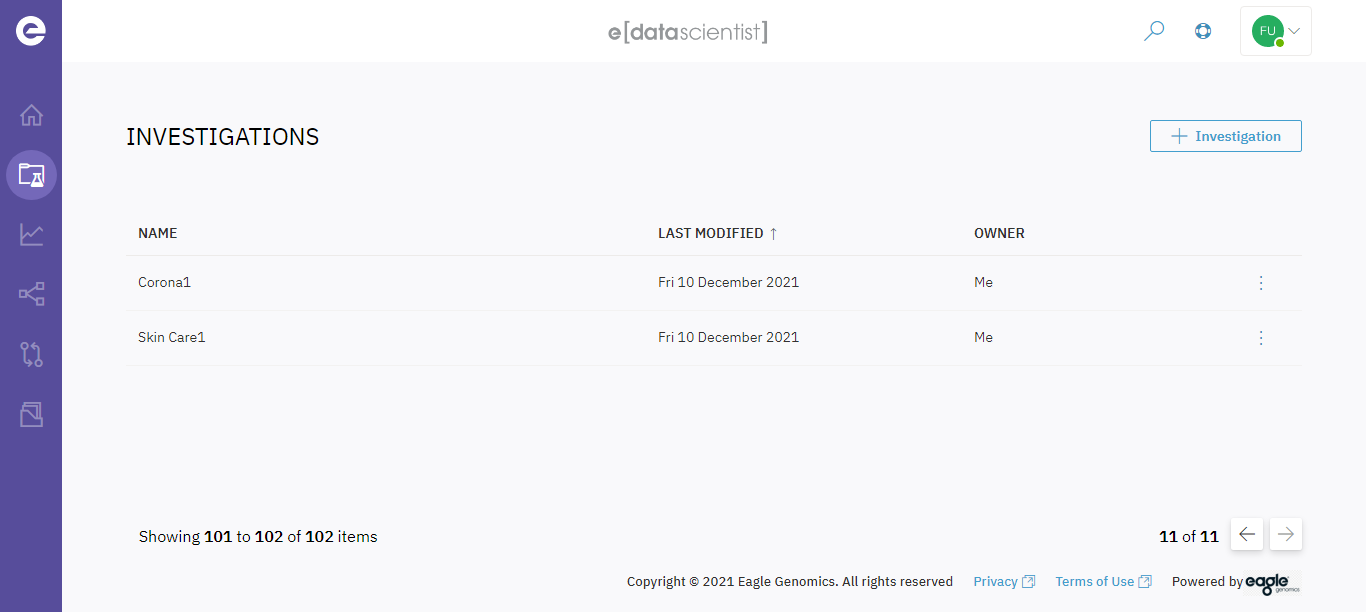 e[datascientist]
FU
INVESTIGATIONS
Investigation
NAME LAST MODIFIED ↑ OWNER
Corona1 Fri 10 December 2021 Me
Skin Care1 Fri 10 December 2021 Me
Showing 101 to 102 of 102 items 11 of 11
Copyright © 2021 Eagle Genomics. All rights reserved Privacy Terms of Use Powered by eagle genomics